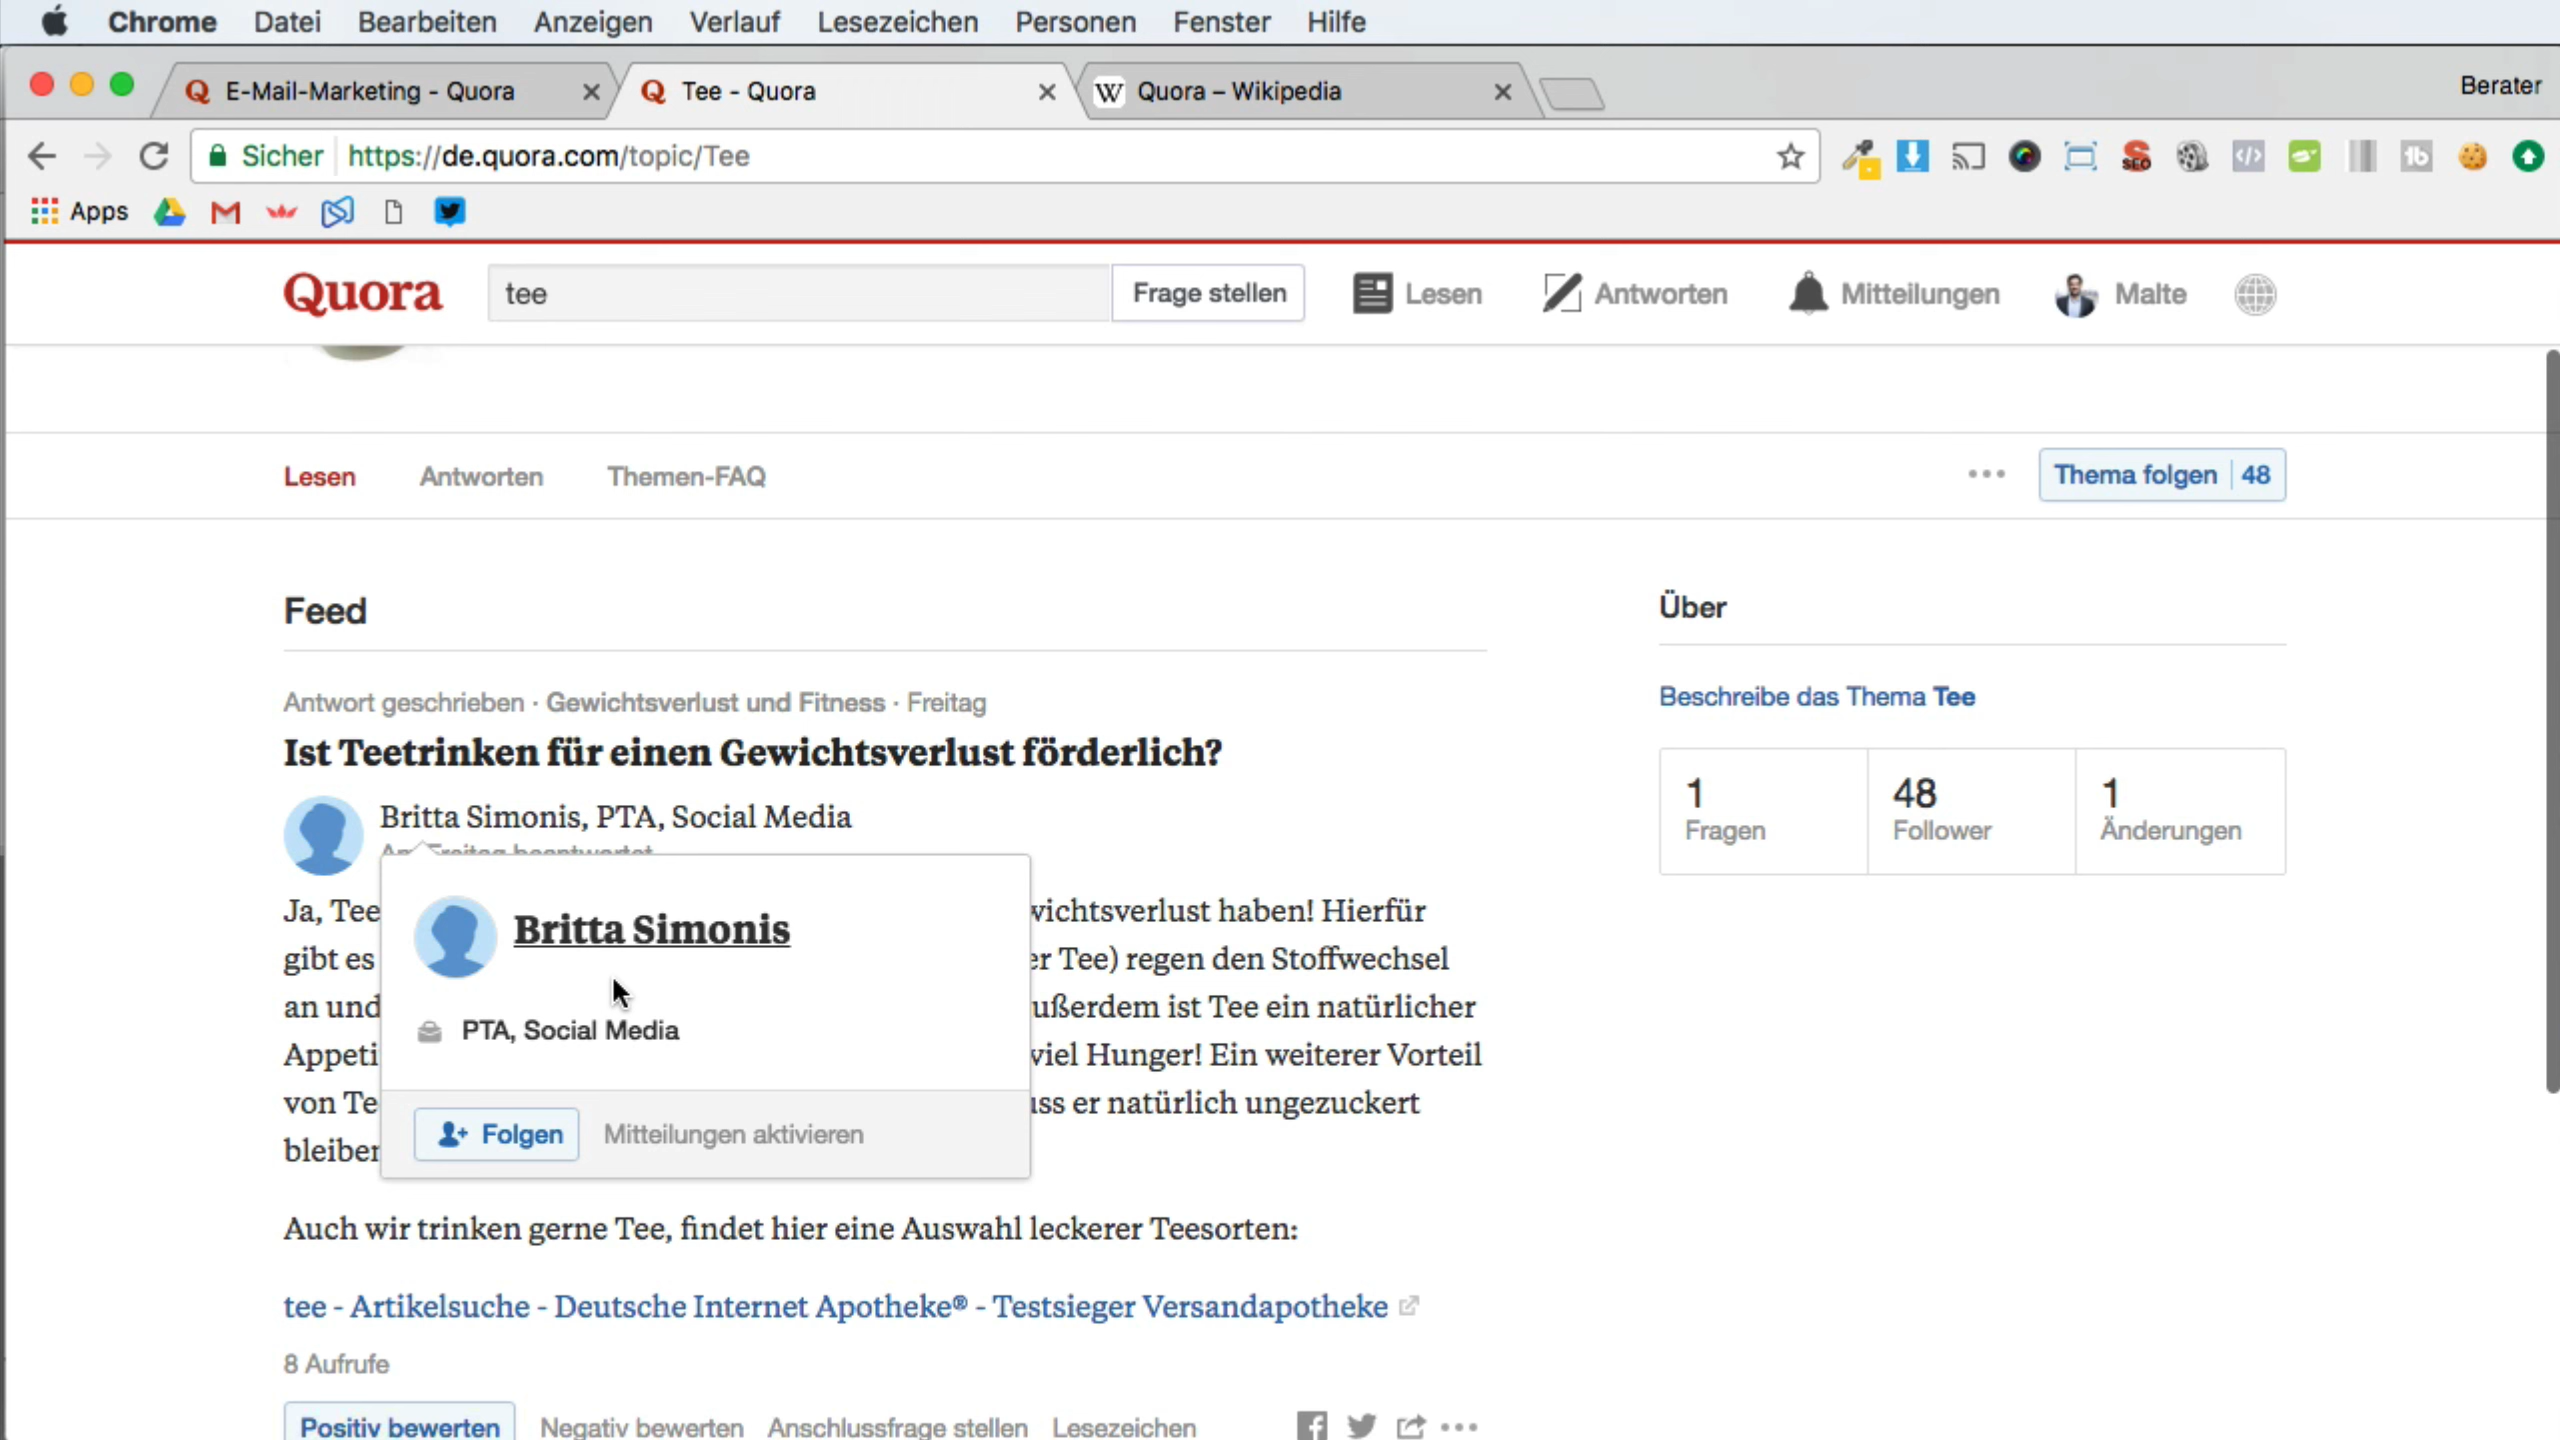 Chrome Datei Bearbeiten Anzeigen Verlauf Lesezeichen Personen Fenster Hilfe
E-Mail-Marketing - Quora
Tee - Quora
W Quora – Wikipedia
Berater
Sicher https://de.quora.com/topic/Tee
Apps
Quora
tee
Frage stellen
Lesen
Antworten
Mitteilungen
Malte
Lesen Antworten Themen-FAQ
Thema folgen 48
Feed
Antwort geschrieben · Gewichtsverlust und Fitness · Freitag
Ist Teetrinken für einen Gewichtsverlust förderlich?
Britta Simonis, PTA, Social Media
Am Freitag beantwortet
Britta Simonis
PTA, Social Media
Folgen Mitteilungen aktivieren
Ja, Tee wichtsverlust haben! Hierfür
gibt es er Tee) regen den Stoffwechsel
an und ußerdem ist Tee ein natürlicher
Appeti viel Hunger! Ein weiterer Vorteil
von Te uss er natürlich ungezuckert
bleiben
Auch wir trinken gerne Tee, findet hier eine Auswahl leckerer Teesorten:
tee - Artikelsuche - Deutsche Internet Apotheke® - Testsieger Versandapotheke
8 Aufrufe
Positiv bewerten Negativ bewerten Anschlussfrage stellen Lesezeichen
Über
Beschreibe das Thema Tee
1
Fragen
48
Follower
1
Änderungen